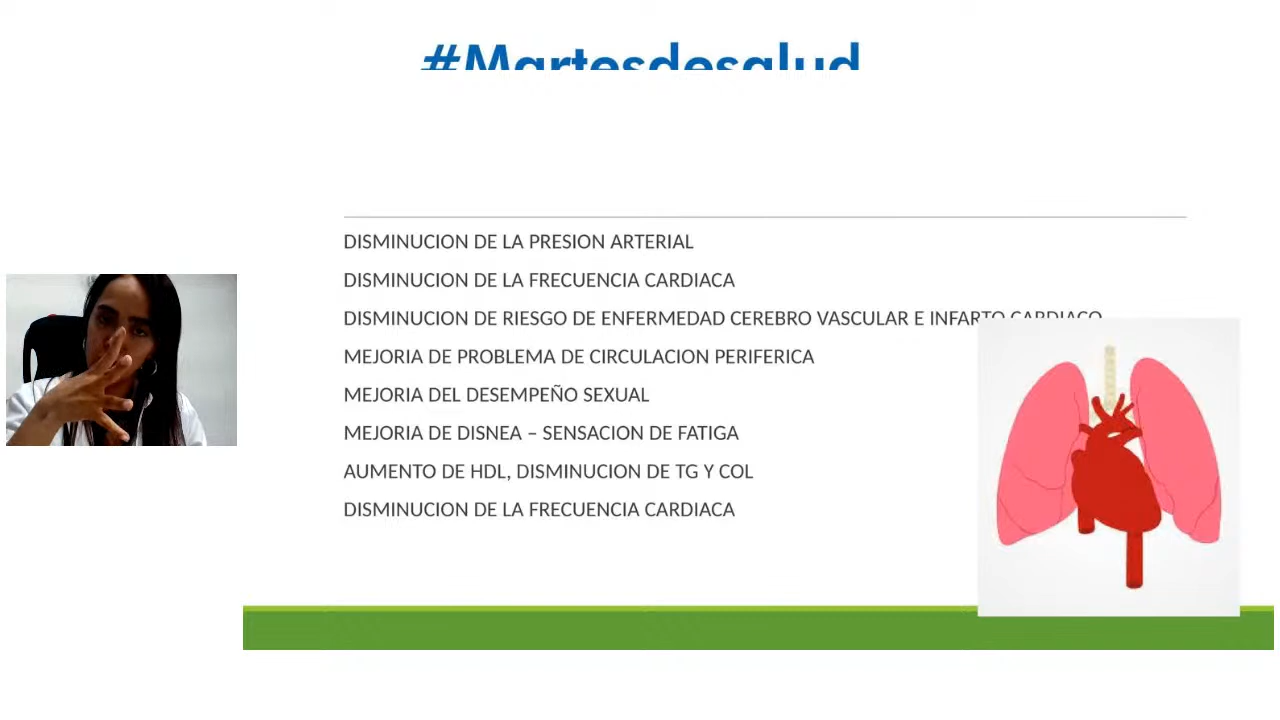 #Martesdesalud
DISMINUCION DE LA PRESION ARTERIAL
DISMINUCION DE LA FRECUENCIA CARDIACA
DISMINUCION DE RIESGO DE ENFERMEDAD CEREBRO VASCULAR E INFARTO CARDIACO
MEJORIA DE PROBLEMA DE CIRCULACION PERIFERICA
MEJORIA DEL DESEMPEÑO SEXUAL
MEJORIA DE DISNEA – SENSACION DE FATIGA
AUMENTO DE HDL, DISMINUCION DE TG Y COL
DISMINUCION DE LA FRECUENCIA CARDIACA